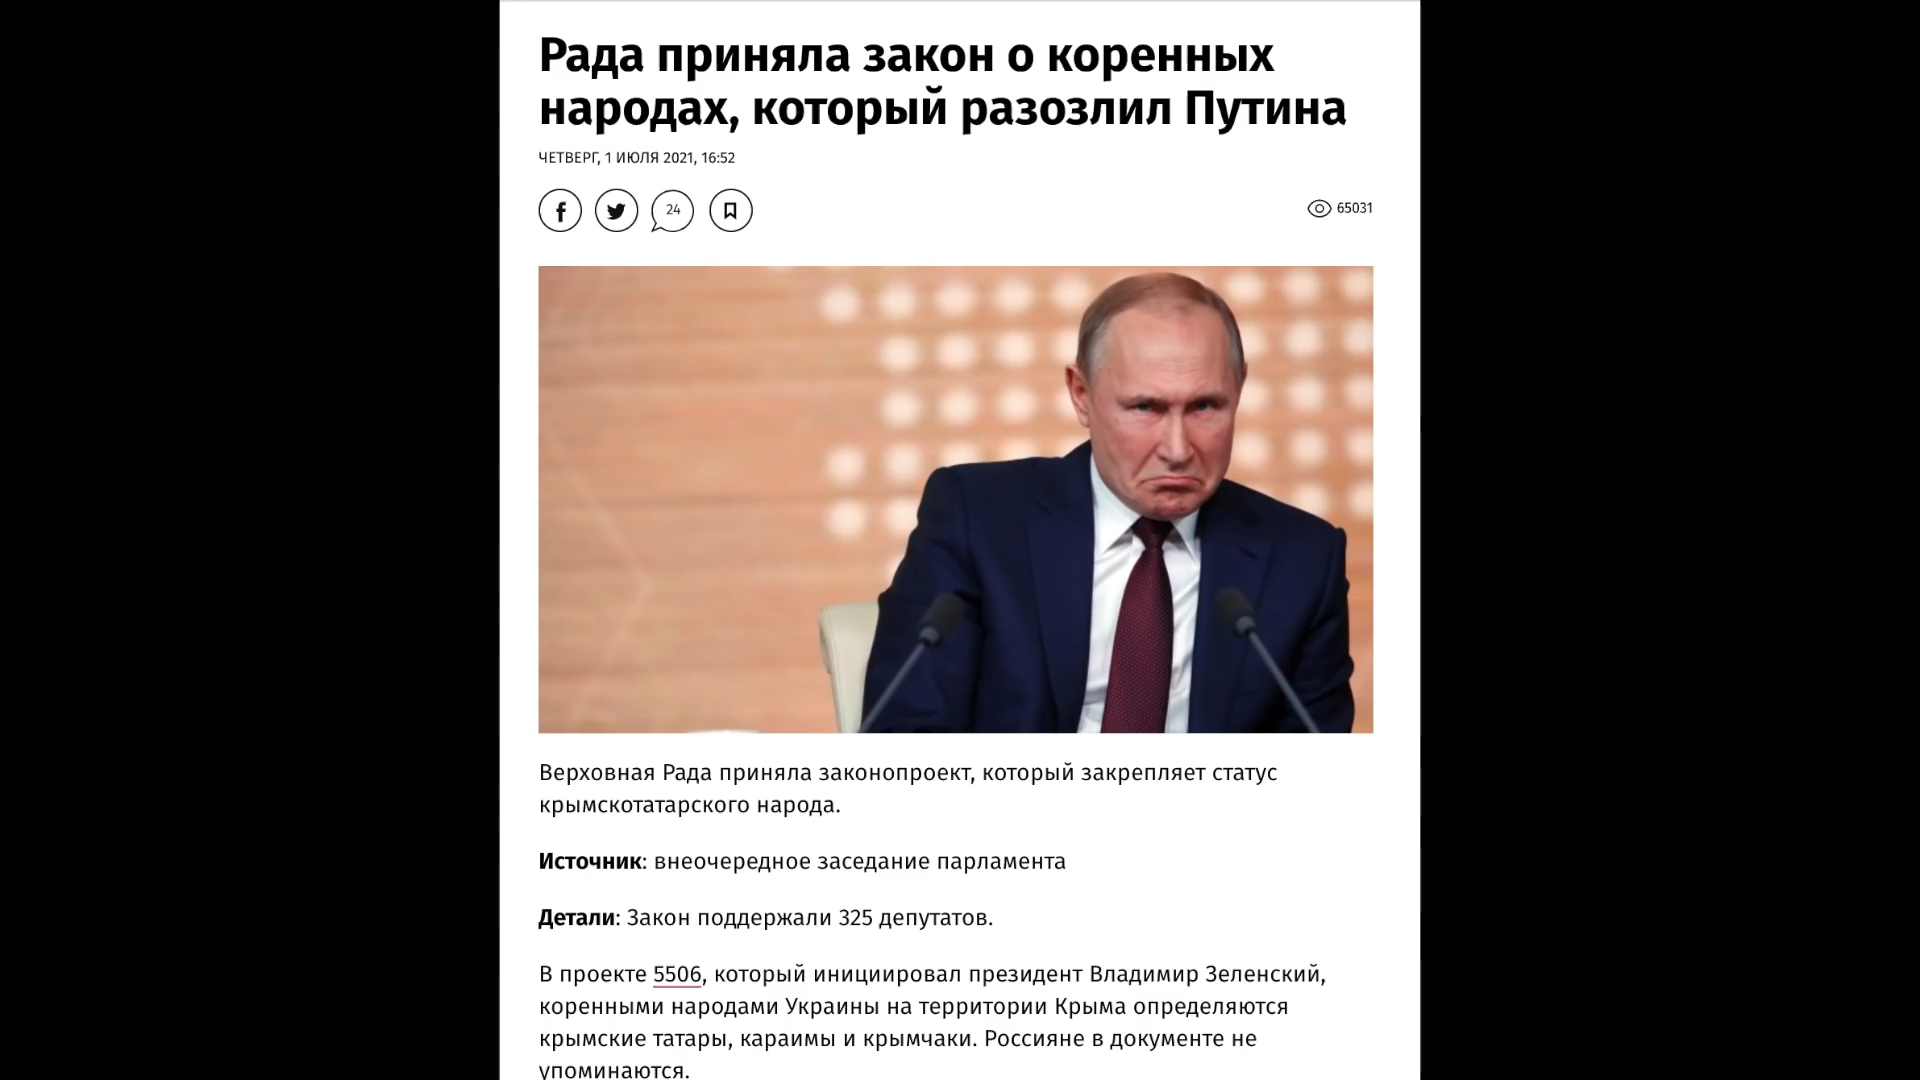 Рада приняла закон о коренных
народах, который разозлил Путина
ЧЕТВЕРГ, 1 ИЮЛЯ 2021, 16:52
24
65031
Верховная Рада приняла законопроект, который закрепляет статус
крымскотатарского народа.
Источник: внеочередное заседание парламента
Детали: Закон поддержали 325 депутатов.
В проекте 5506, который инициировал президент Владимир Зеленский,
коренными народами Украины на территории Крыма определяются
крымские татары, караимы и крымчаки. Россияне в документе не
упоминаются.